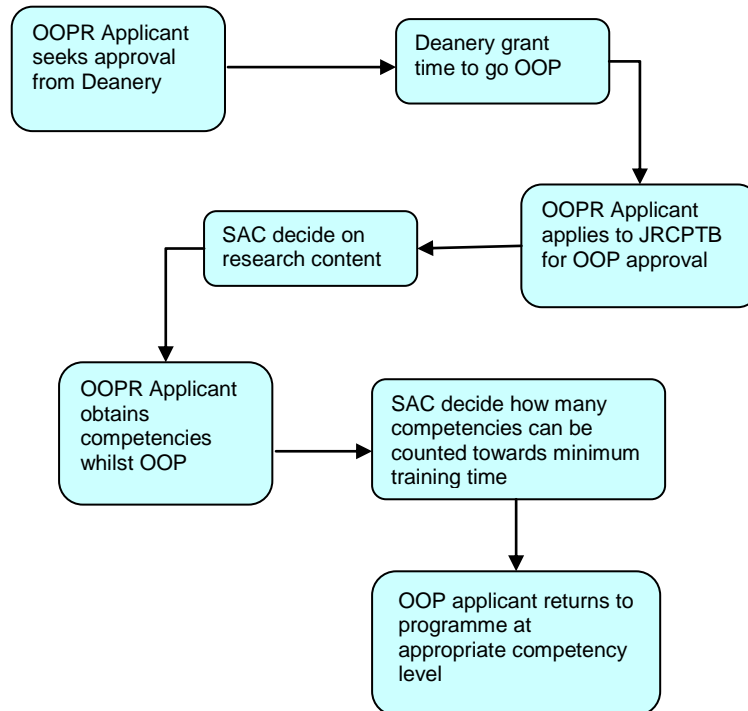 OOPR Applicant
seeks approval
from Deanery
Deanery grant
time to go OOP
OOPR Applicant
applies to JRCPTB
for OOP approval
SAC decide on
research content
OOPR Applicant
obtains
competencies
whilst OOP
SAC decide how many
competencies can be
counted towards minimum
training time
OOP applicant returns to
programme at
appropriate competency
level